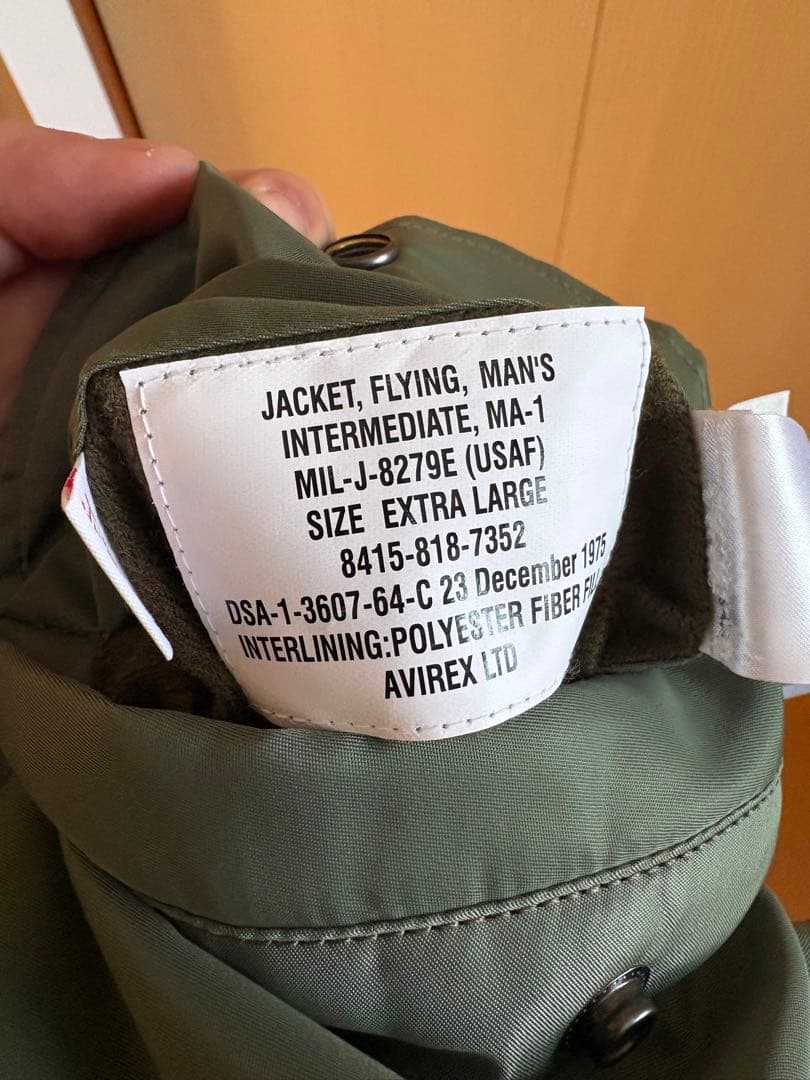 JACKET, FLYING, MAN'S
INTERMEDIATE, MA-1
MIL-J-8279E (USAF)
SIZE EXTRA LARGE
8415-818-7352
DSA-1-3607-64-C 23 December 1975
INTERLINING:POLYESTER FIBER
AVIREX LTD